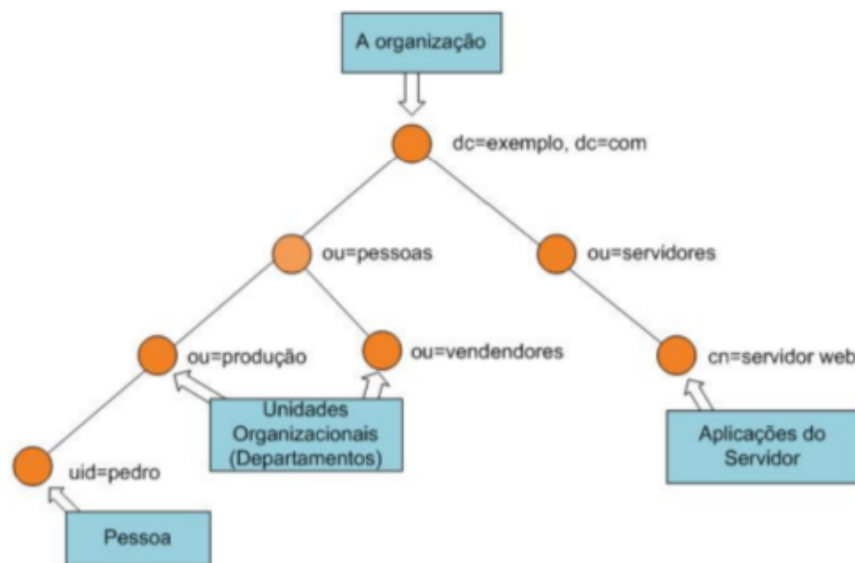 A organização
dc=exemplo, dc=com
ou=pessoas
ou=servidores
ou=produção
ou=vendendores
cn=servidor web
Unidades
Organizacionais
(Departamentos)
Aplicações do
Servidor
uid=pedro
Pessoa